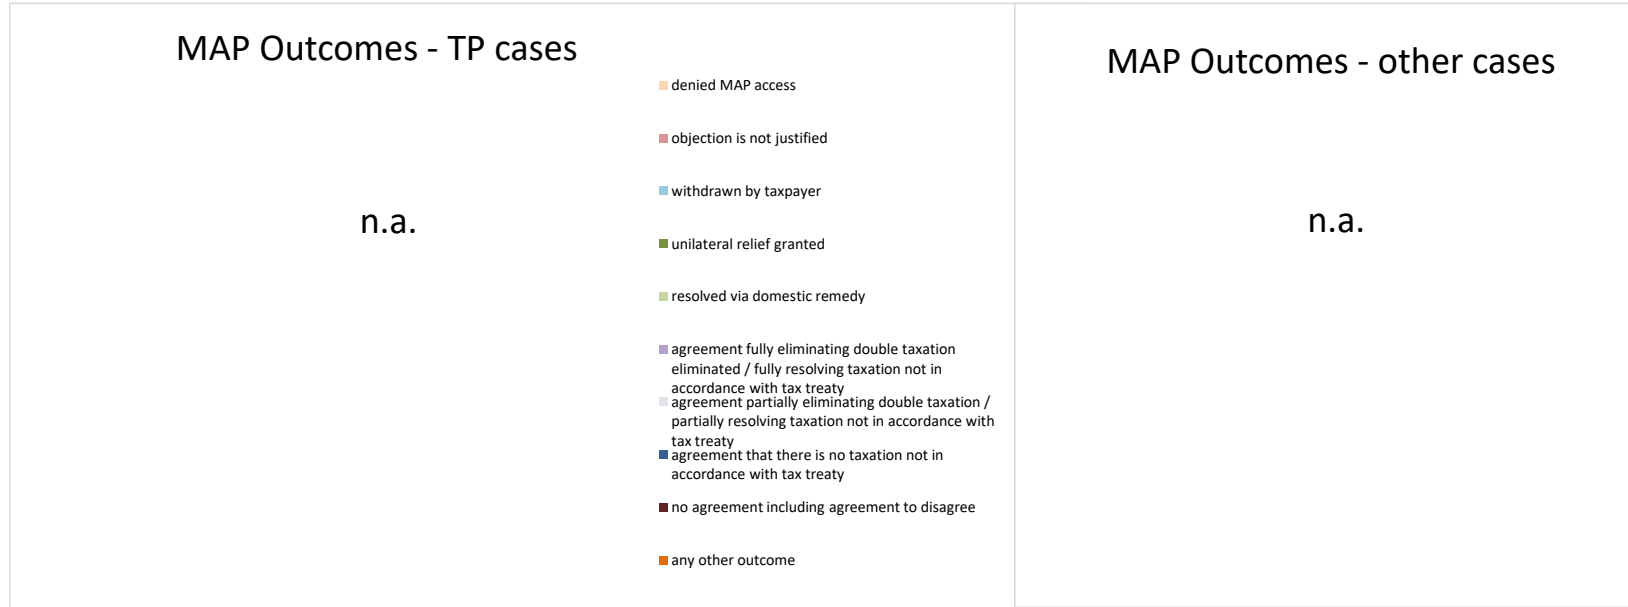 MAP Outcomes - TP cases
n.a.
denied MAP access
objection is not justified
withdrawn by taxpayer
unilateral relief granted
resolved via domestic remedy
agreement fully eliminating double taxation
eliminated / fully resolving taxation not in
accordance with tax treaty
agreement partially eliminating double taxation /
partially resolving taxation not in accordance with
tax treaty
agreement that there is no taxation not in
accordance with tax treaty
no agreement including agreement to disagree
any other outcome
MAP Outcomes - other cases
n.a.